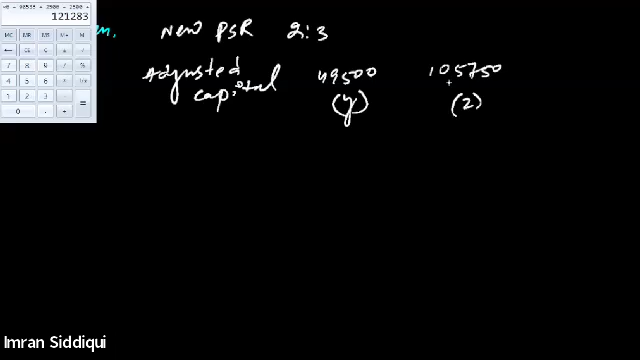 121283
m. New PSR 2:3
Adjusted 49500 105750
capital (y) (z)
Imran Siddiqui